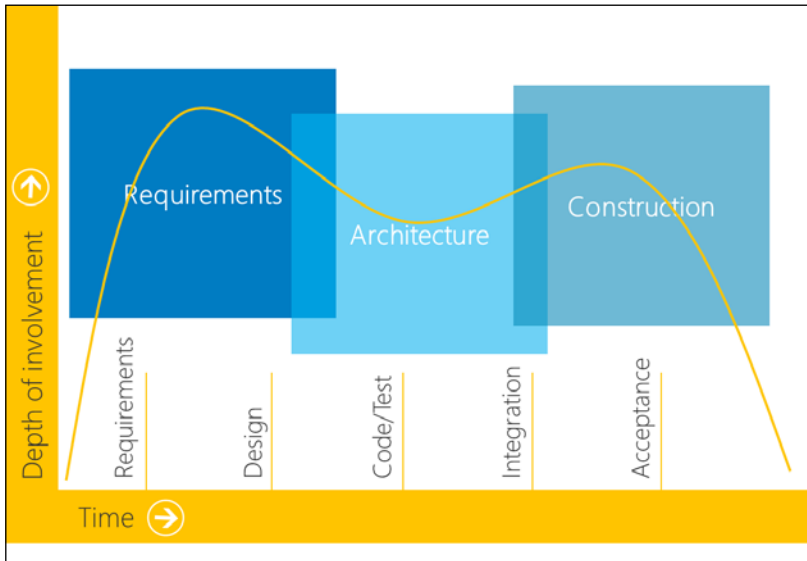 Requirements
Architecture
Construction
Depth of involvement
Requirements
Design
Code/Test
Integration
Acceptance
Time